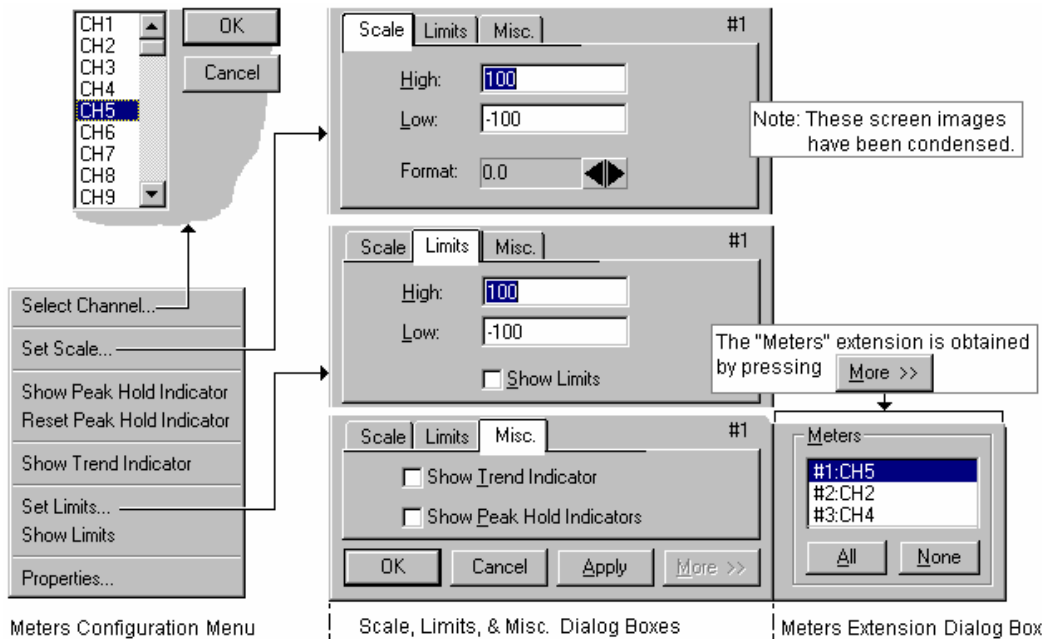 CH1
CH2
CH3
CH4
CH5
CH6
CH7
CH8
CH9
OK
Cancel
Scale Limits Misc. #1
High: 100
Low: -100
Format: 0.0
Note: These screen images
have been condensed.
Scale Limits Misc. #1
High: 100
Low: -100
Show Limits
Select Channel...
Set Scale...
Show Peak Hold Indicator
Reset Peak Hold Indicator
Show Trend Indicator
Set Limits...
Show Limits
Properties...
The "Meters" extension is obtained
by pressing More >>
Scale Limits Misc. #1
Show Trend Indicator
Show Peak Hold Indicators
OK Cancel Apply More >>
Meters
#1:CH5
#2:CH2
#3:CH4
All None
Meters Configuration Menu
Scale, Limits, & Misc. Dialog Boxes
Meters Extension Dialog Box